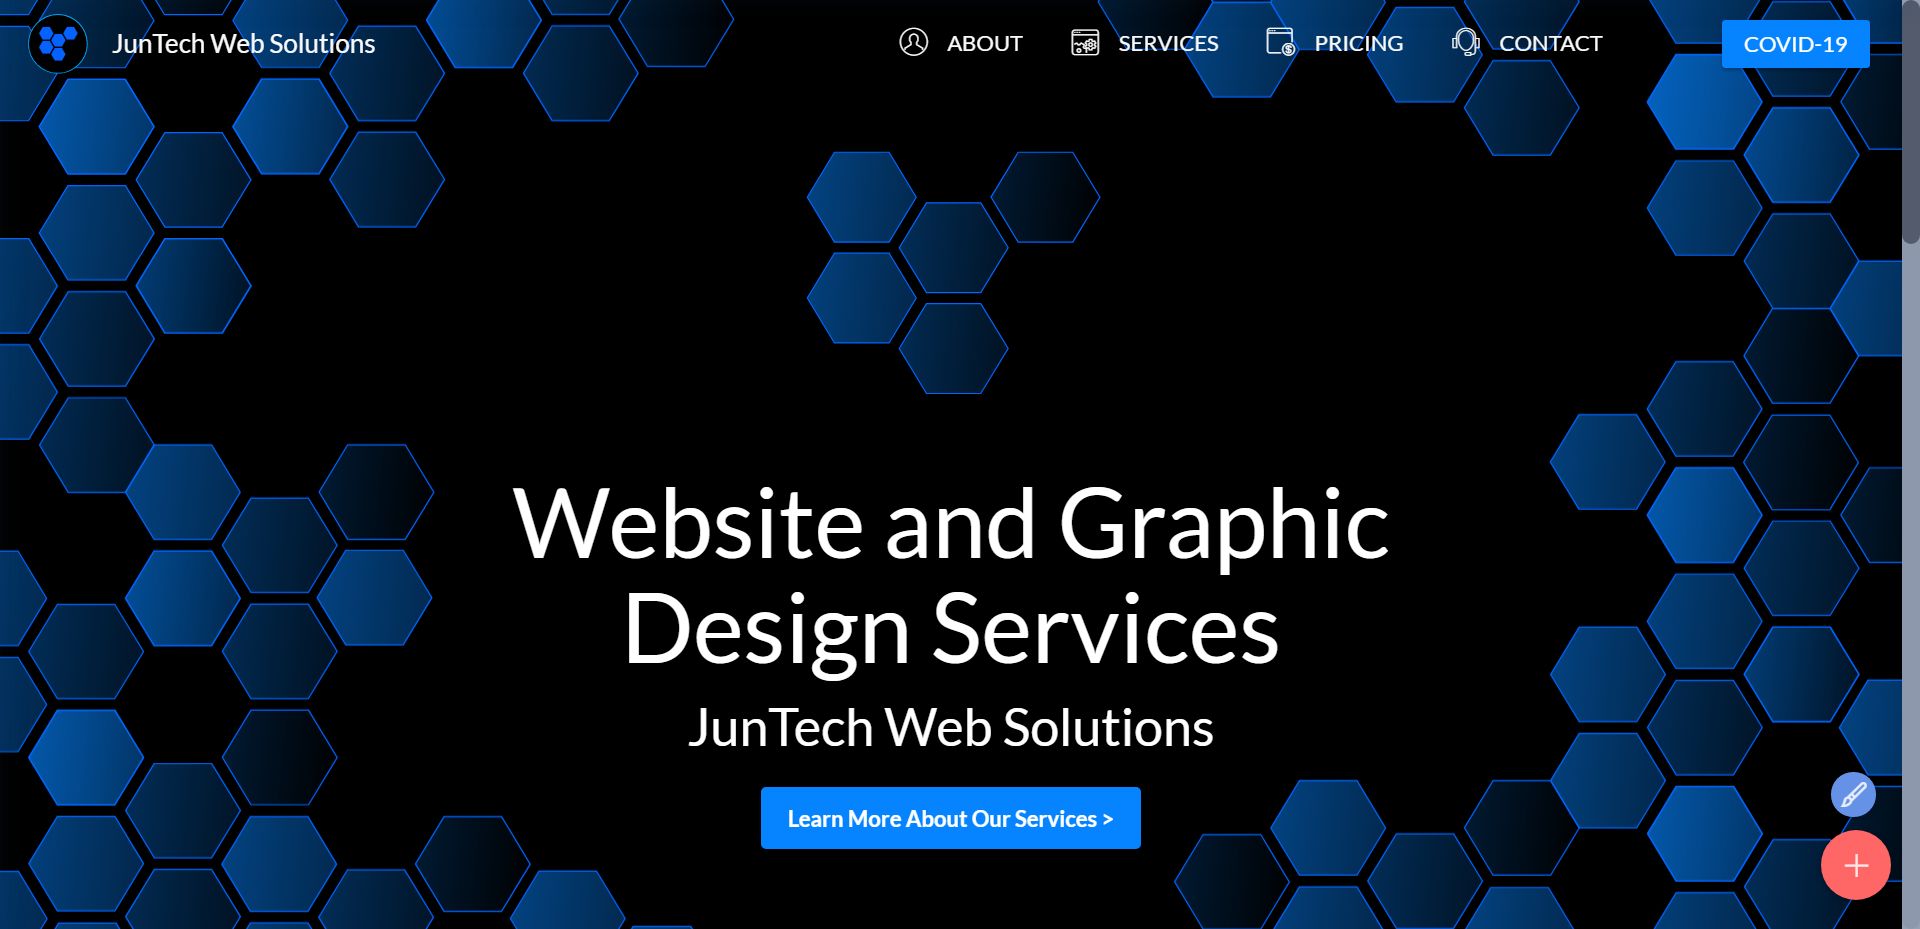 JunTech Web Solutions
ABOUT
SERVICES
PRICING
CONTACT
COVID-19
Website and Graphic
Design Services
JunTech Web Solutions
Learn More About Our Services >